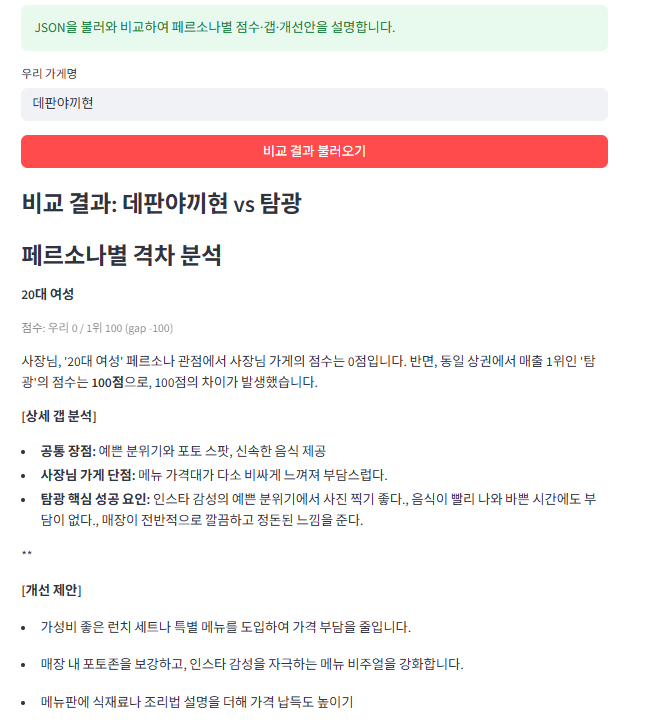 JSON을 불러와 비교하여 페르소나별 점수·갭·개선안을 설명합니다.
우리 가게명
데판야끼현
비교 결과 불러오기
비교 결과: 데판야끼현 vs 탐광
페르소나별 격차 분석
20대 여성
점수: 우리 0 / 1위 100 (gap -100)
사장님, '20대 여성' 페르소나 관점에서 사장님 가게의 점수는 0점입니다. 반면, 동일 상권에서 매출 1위인 '탐
광'의 점수는 100점으로, 100점의 차이가 발생했습니다.
[상세 갭 분석]
• 공통 장점: 예쁜 분위기와 포토 스팟, 신속한 음식 제공
• 사장님 가게 단점: 메뉴 가격대가 다소 비싸게 느껴져 부담스럽다.
• 탐광 핵심 성공 요인: 인스타 감성의 예쁜 분위기에서 사진 찍기 좋다., 음식이 빨리 나와 바쁜 시간에도 부
담이 없다., 매장이 전반적으로 깔끔하고 정돈된 느낌을 준다.
**
[개선 제안]
• 가성비 좋은 런치 세트나 특별 메뉴를 도입하여 가격 부담을 줄입니다.
• 매장 내 포토존을 보강하고, 인스타 감성을 자극하는 메뉴 비주얼을 강화합니다.
• 메뉴판에 식재료나 조리법 설명을 더해 가격 납득도 높이기